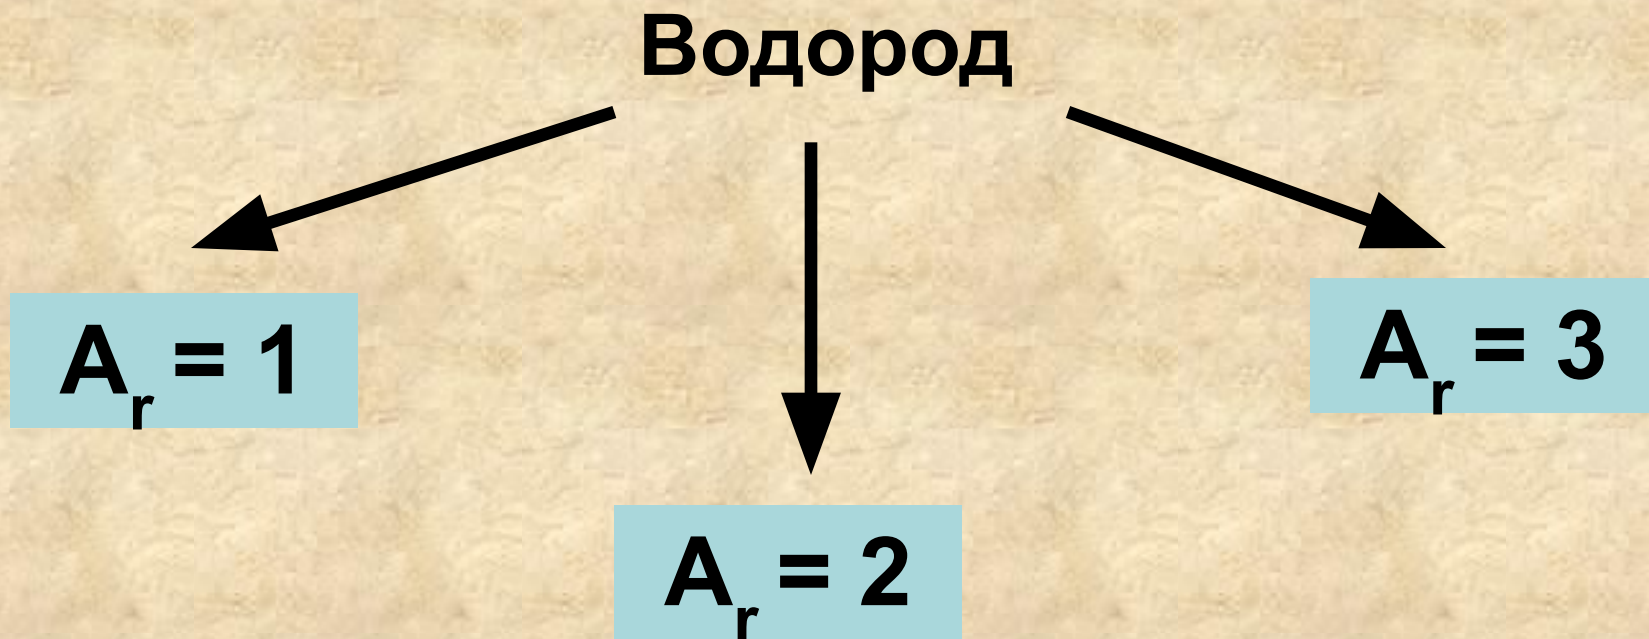 Водород
Aᵣ = 1
Aᵣ = 3
Aᵣ = 2